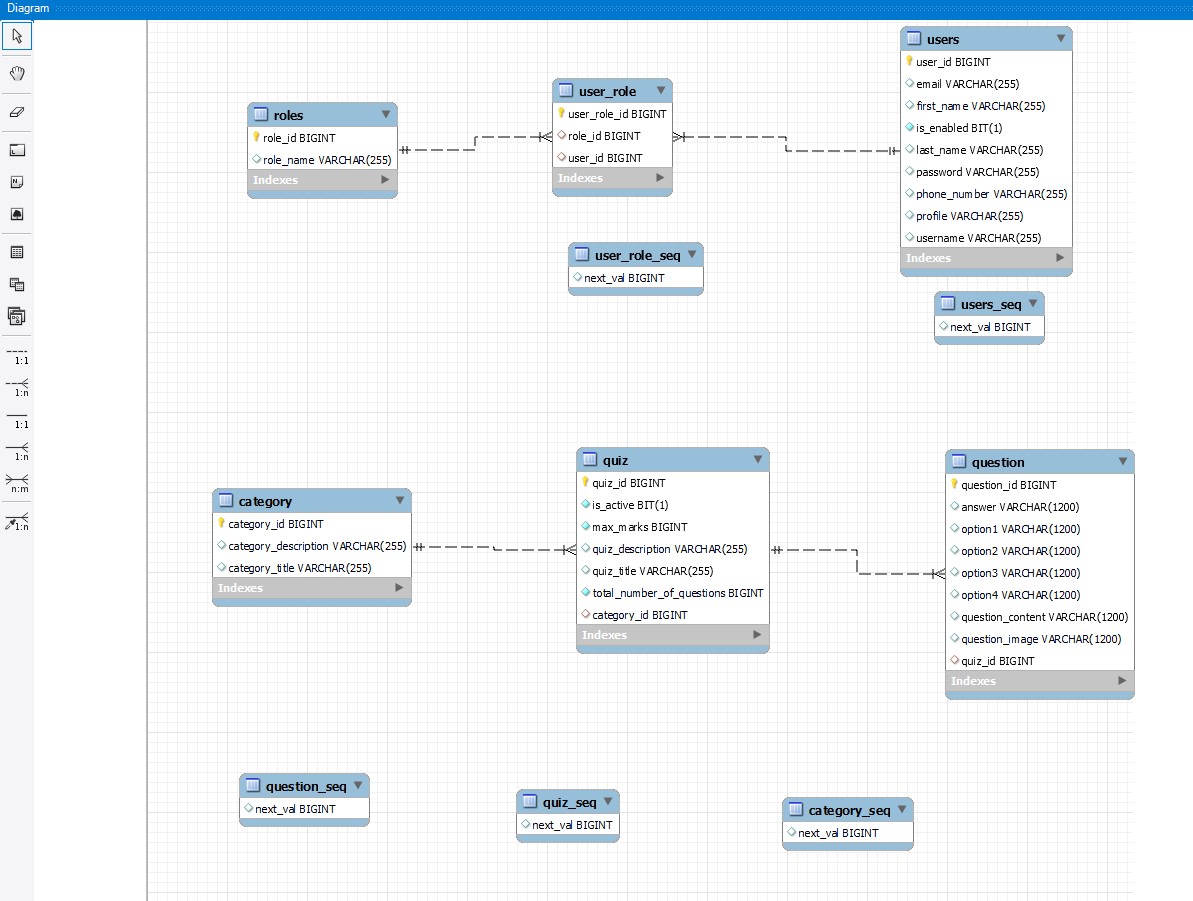 Diagram
users
user_id BIGINT
email VARCHAR(255)
first_name VARCHAR(255)
is_enabled BIT(1)
last_name VARCHAR(255)
password VARCHAR(255)
phone_number VARCHAR(255)
profile VARCHAR(255)
username VARCHAR(255)
Indexes
user_role
user_role_id BIGINT
role_id BIGINT
user_id BIGINT
Indexes
roles
role_id BIGINT
role_name VARCHAR(255)
Indexes
user_role_seq
next_val BIGINT
users_seq
next_val BIGINT
1:1
1:n
1:1
1:n
n:m
1:n
category
category_id BIGINT
category_description VARCHAR(255)
category_title VARCHAR(255)
Indexes
quiz
quiz_id BIGINT
is_active BIT(1)
max_marks BIGINT
quiz_description VARCHAR(255)
quiz_title VARCHAR(255)
total_number_of_questions BIGINT
category_id BIGINT
Indexes
question
question_id BIGINT
answer VARCHAR(1200)
option1 VARCHAR(1200)
option2 VARCHAR(1200)
option3 VARCHAR(1200)
option4 VARCHAR(1200)
question_content VARCHAR(1200)
question_image VARCHAR(1200)
quiz_id BIGINT
Indexes
question_seq
next_val BIGINT
quiz_seq
next_val BIGINT
category_seq
next_val BIGINT